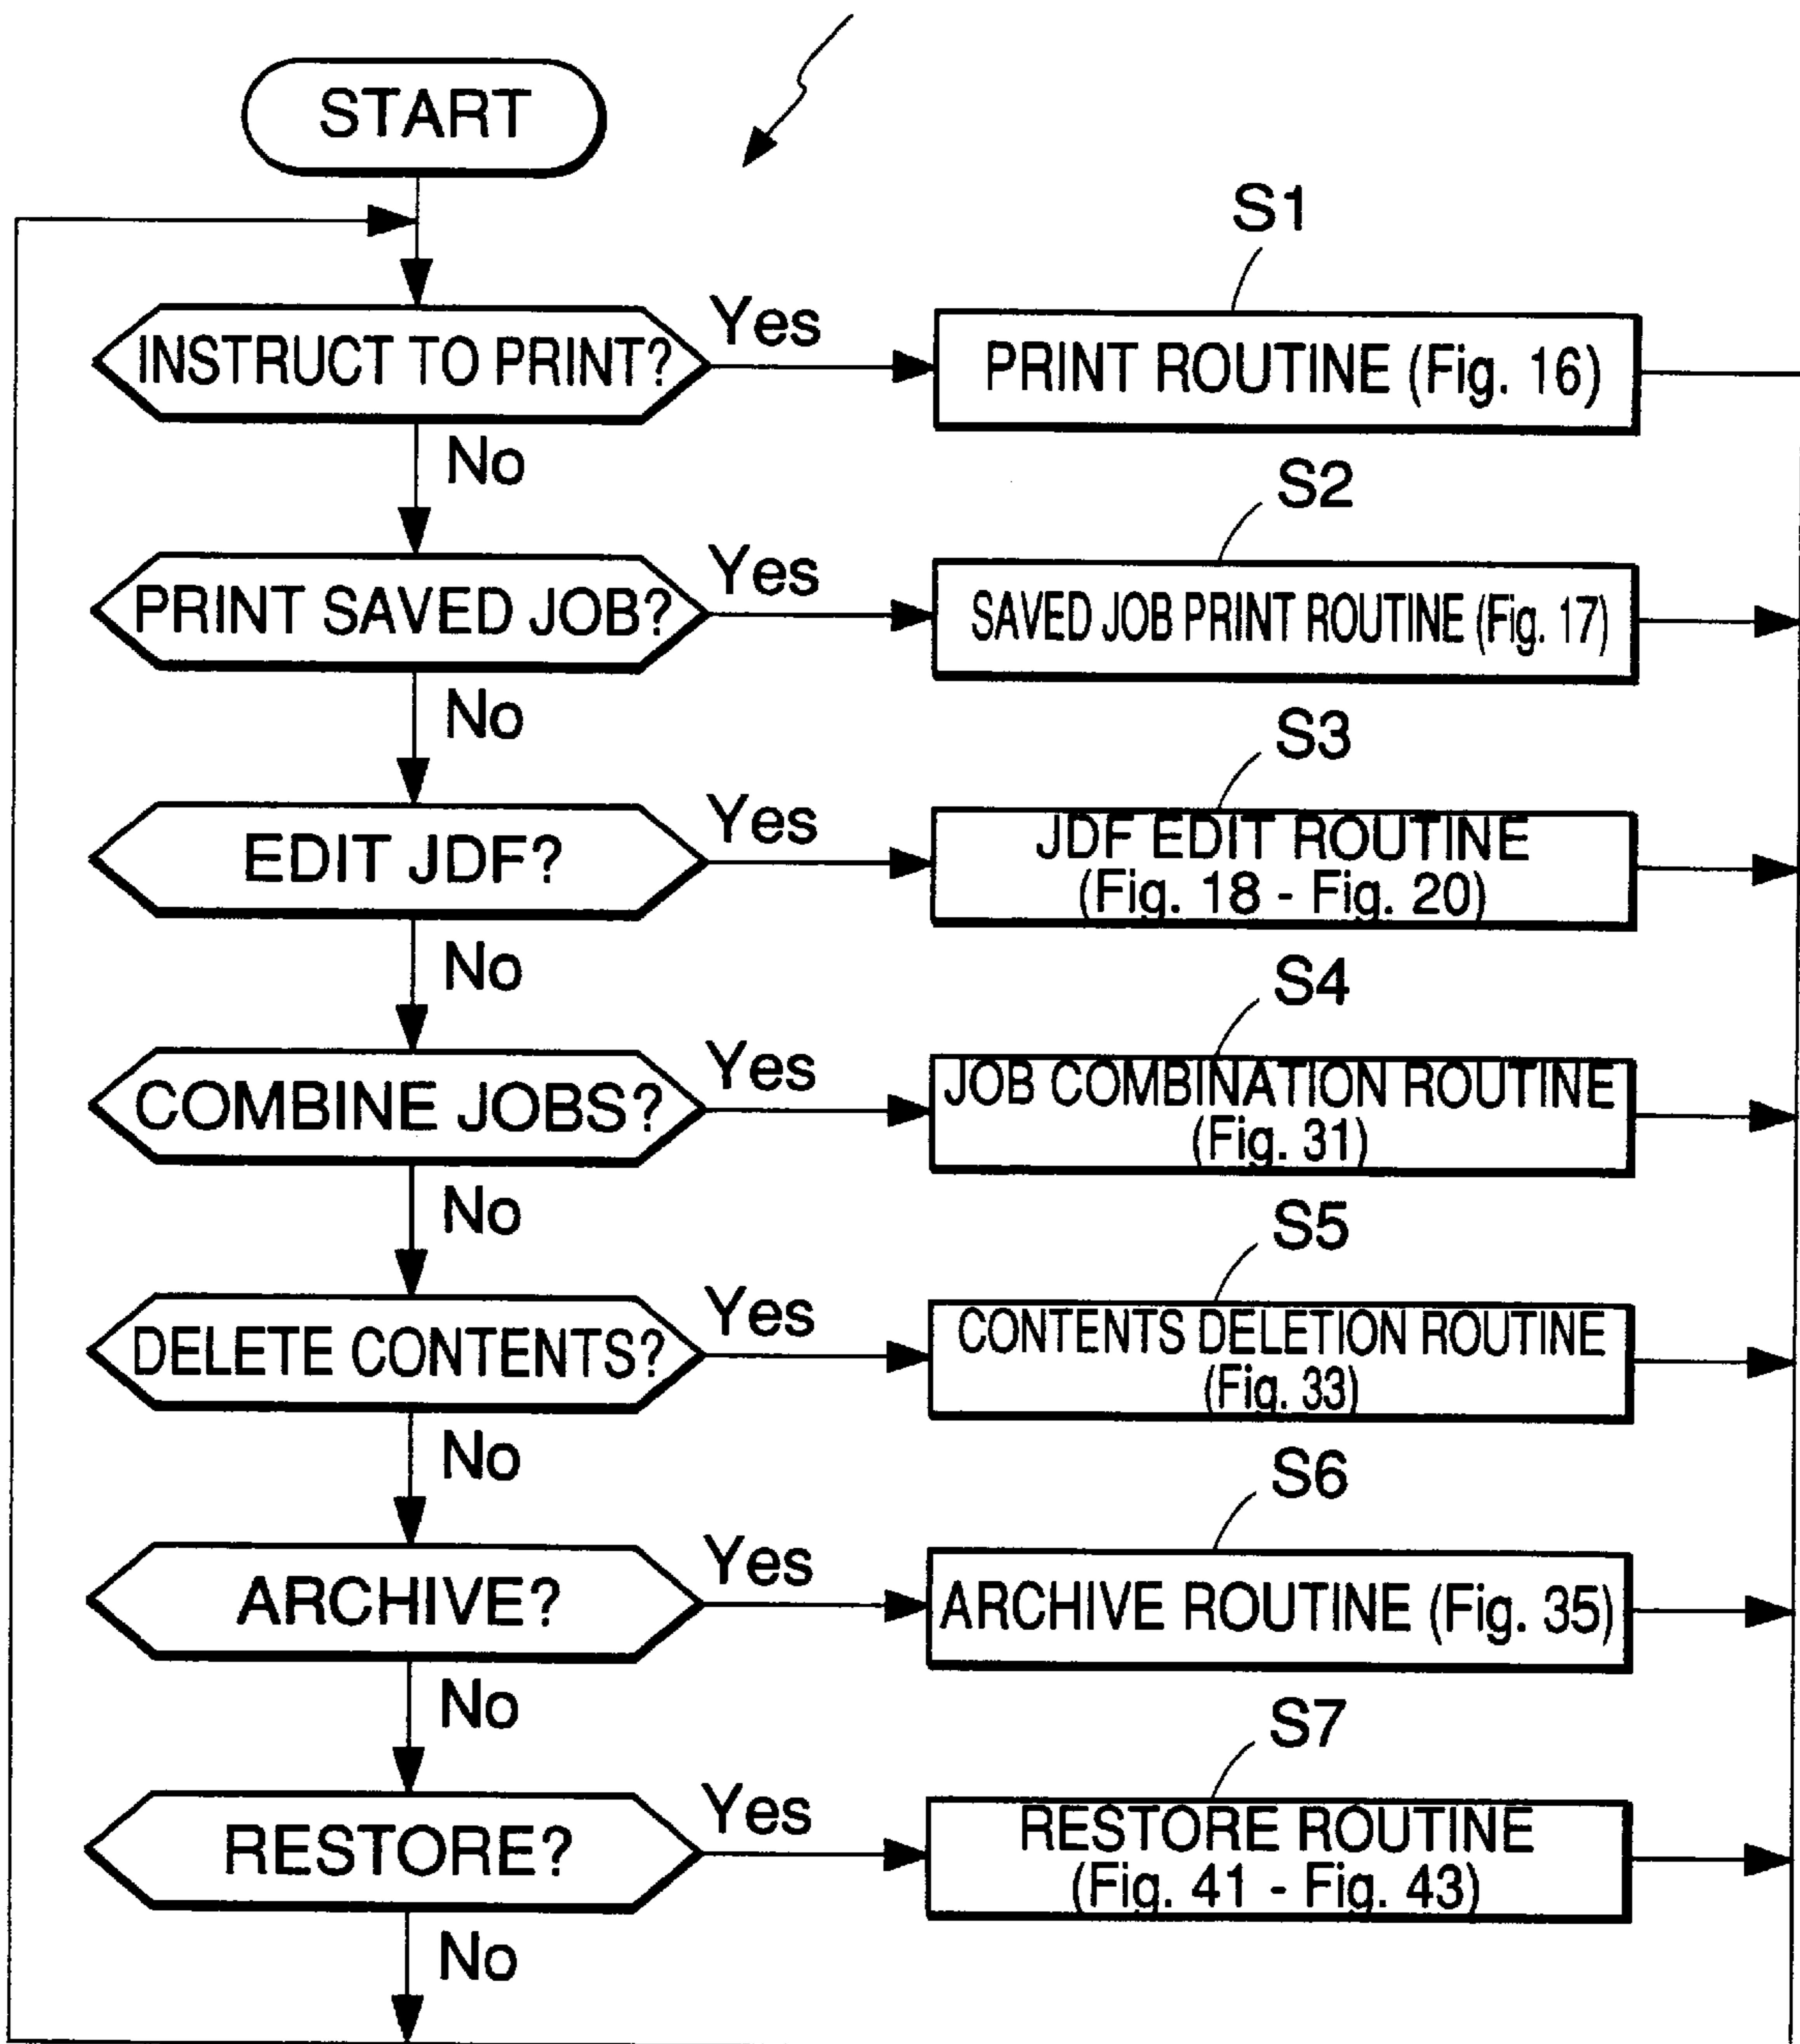 START
S1
INSTRUCT TO PRINT?
Yes
PRINT ROUTINE (Fig. 16)
No
S2
PRINT SAVED JOB?
Yes
SAVED JOB PRINT ROUTINE (Fig. 17)
No
S3
EDIT JDF?
Yes
JDF EDIT ROUTINE
(Fig. 18 - Fig. 20)
No
S4
COMBINE JOBS?
Yes
JOB COMBINATION ROUTINE
(Fig. 31)
No
S5
DELETE CONTENTS?
Yes
CONTENTS DELETION ROUTINE
(Fig. 33)
No
S6
ARCHIVE?
Yes
ARCHIVE ROUTINE (Fig. 35)
No
S7
RESTORE?
Yes
RESTORE ROUTINE
(Fig. 41 - Fig. 43)
No